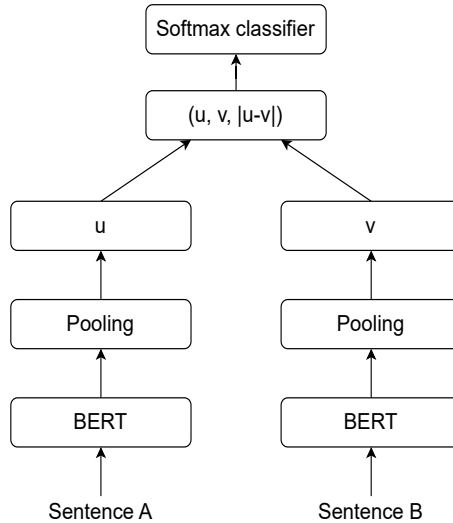 Softmax classifier
(u, v, |u-v|)
u
v
Pooling
Pooling
BERT
BERT
Sentence A
Sentence B